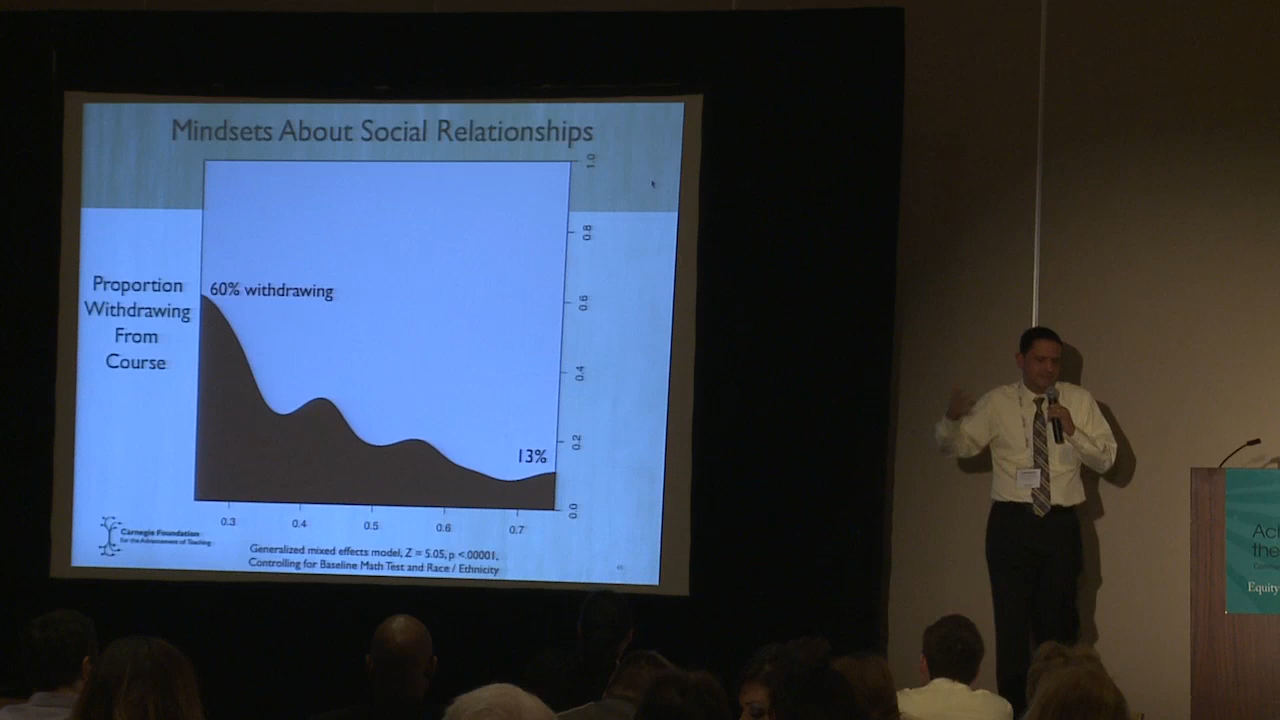 Mindsets About Social Relationships
1.0
0.8
0.6
0.4
0.2
0.0
60% withdrawing
Proportion
Withdrawing
From
Course
13%
0.3 0.4 0.5 0.6 0.7
Carnegie Foundation
for the Advancement of Teaching
Generalized mixed effects model, Z = 5.05, p <.00001,
Controlling for Baseline Math Test and Race / Ethnicity
the
Equity